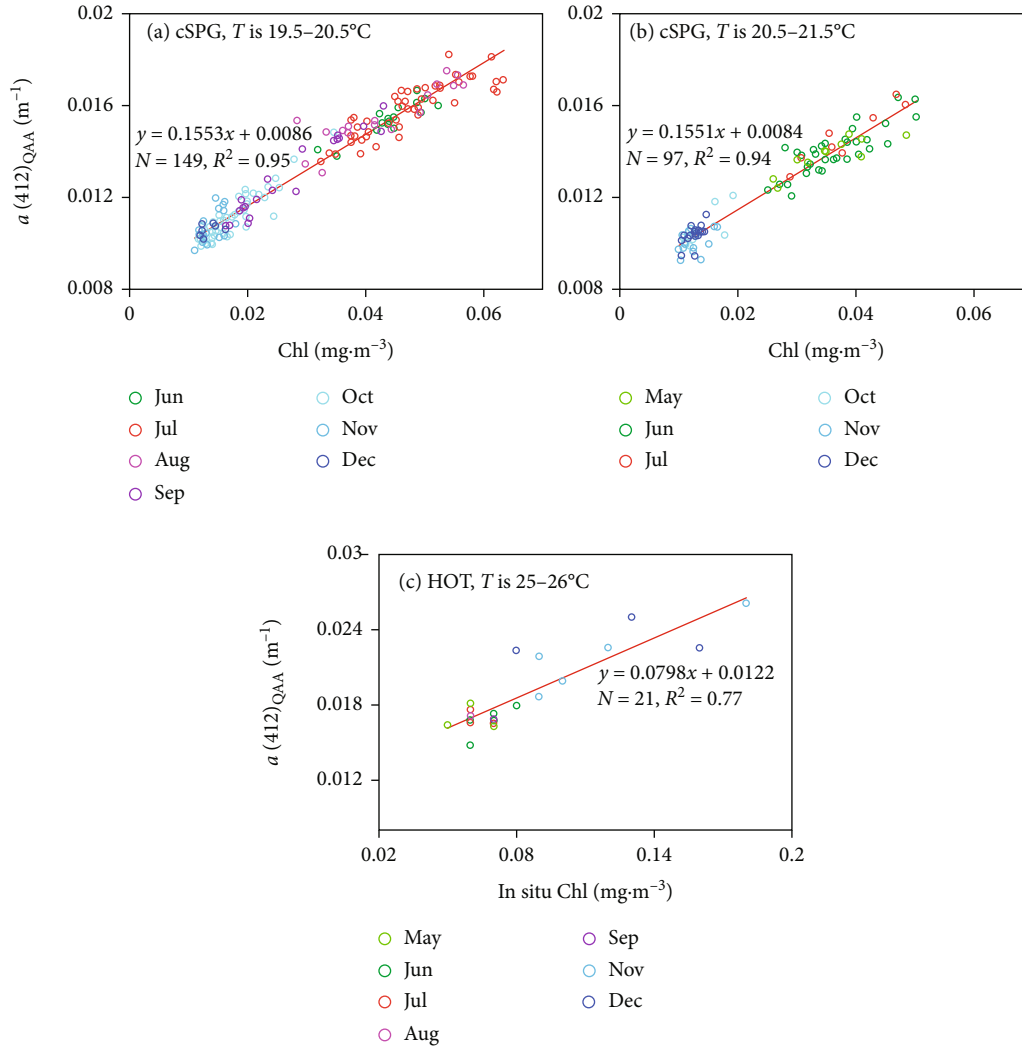 (a) cSPG, T is 19.5–20.5°C
a (412)QAA (m⁻¹)
0.02
0.016
0.012
0.008
y = 0.1553x + 0.0086
N = 149, R² = 0.95
0
0.02
0.04
0.06
Chl (mg·m⁻³)
Jun
Jul
Aug
Sep
Oct
Nov
Dec
(b) cSPG, T is 20.5–21.5°C
0.02
0.016
0.012
0.008
y = 0.1551x + 0.0084
N = 97, R² = 0.94
0
0.02
0.04
0.06
Chl (mg·m⁻³)
May
Jun
Jul
Oct
Nov
Dec
(c) HOT, T is 25–26°C
a (412)QAA (m⁻¹)
0.03
0.024
0.018
0.012
y = 0.0798x + 0.0122
N = 21, R² = 0.77
0.02
0.08
0.14
0.2
In situ Chl (mg·m⁻³)
May
Jun
Jul
Aug
Sep
Nov
Dec